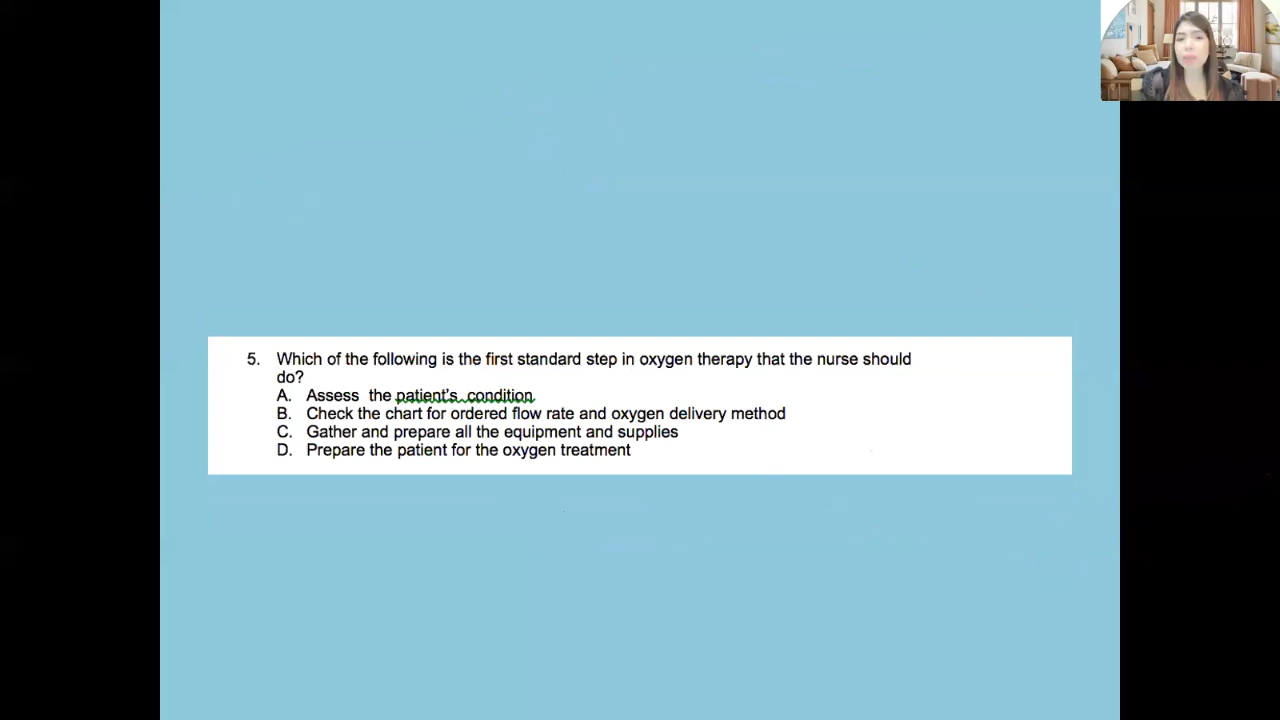 5. Which of the following is the first standard step in oxygen therapy that the nurse should
do?
A. Assess the patient's condition
B. Check the chart for ordered flow rate and oxygen delivery method
C. Gather and prepare all the equipment and supplies
D. Prepare the patient for the oxygen treatment